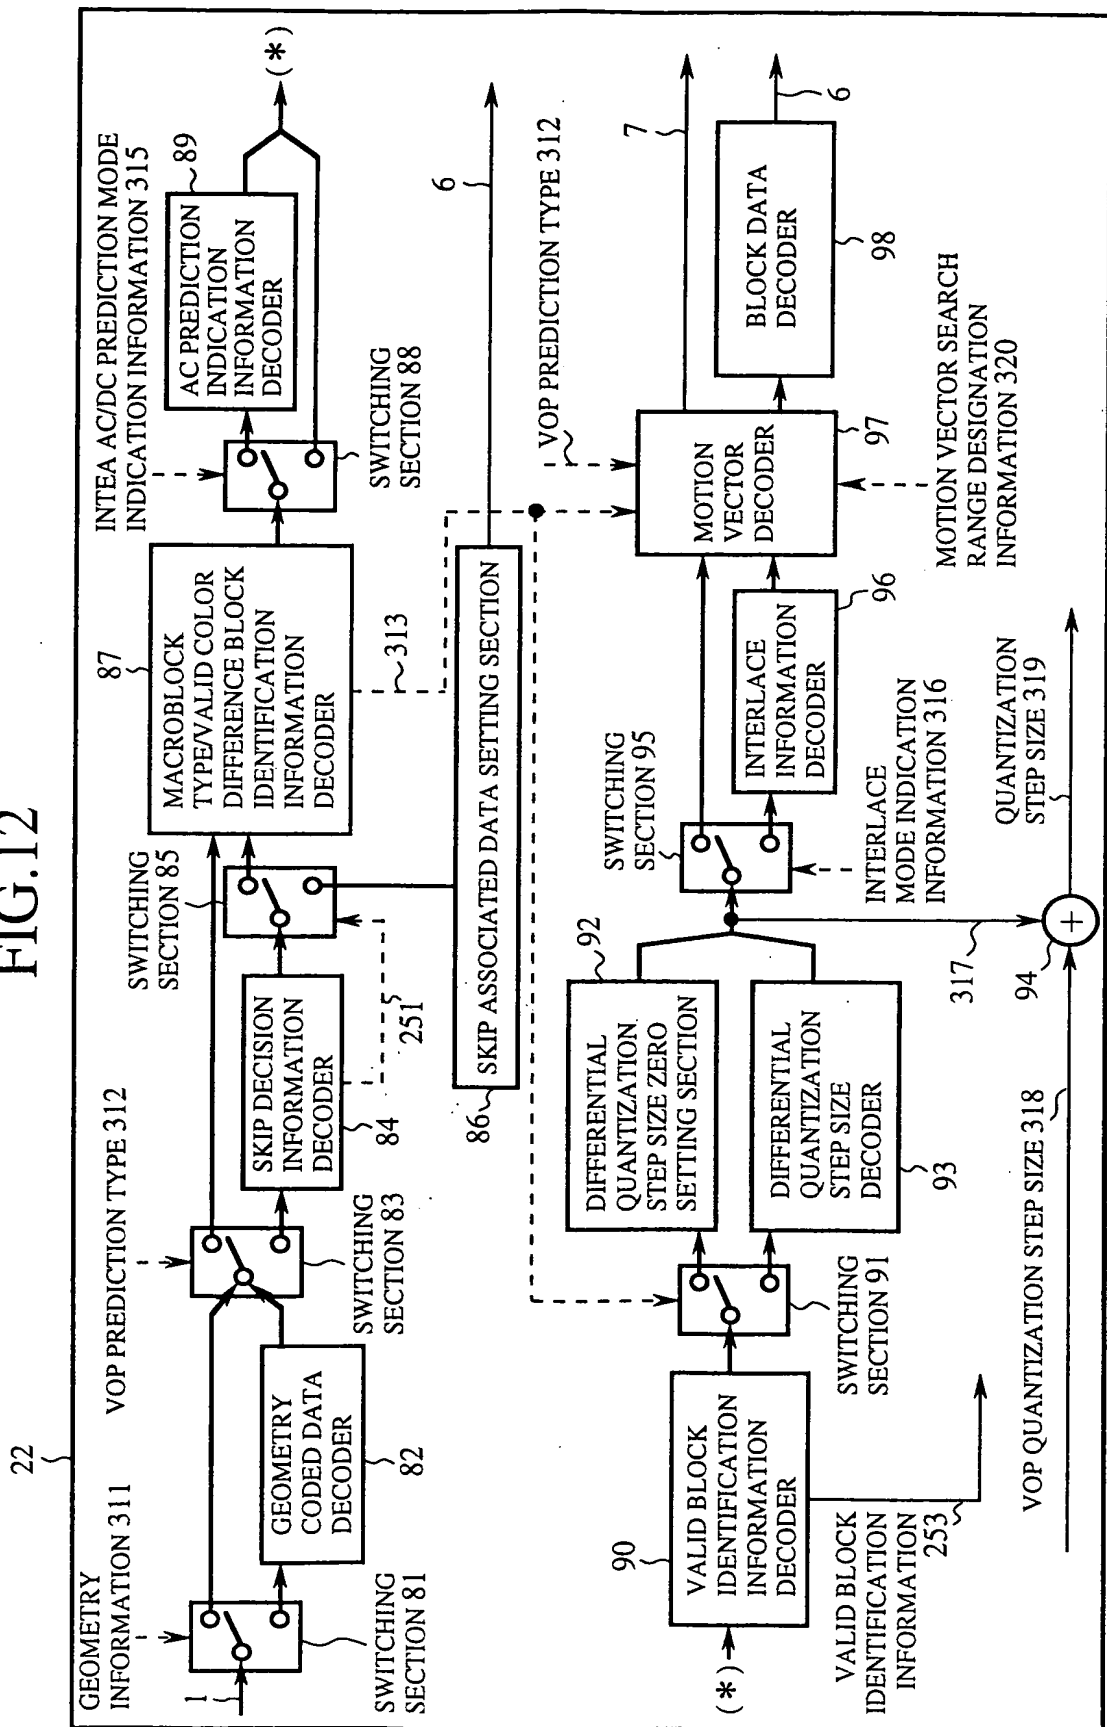 FIG.12
22
GEOMETRY
INFORMATION 311
1
SWITCHING
SECTION 81
GEOMETRY
CODED DATA
DECODER
82
VOP PREDICTION TYPE 312
SWITCHING
SECTION 83
SKIP DECISION
INFORMATION
DECODER
84
251
SWITCHING
SECTION 85
SKIP ASSOCIATED DATA SETTING SECTION
86
6
87
MACROBLOCK
TYPE/VALID COLOR
DIFFERENCE BLOCK
IDENTIFICATION
INFORMATION
DECODER
313
INTEA AC/DC PREDICTION MODE
INDICATION INFORMATION 315
SWITCHING
SECTION 88
89
AC PREDICTION
INDICATION
INFORMATION
DECODER
(*)
(*)
90
VALID BLOCK
IDENTIFICATION
INFORMATION
DECODER
VALID BLOCK
IDENTIFICATION
INFORMATION
253
SWITCHING
SECTION 91
92
DIFFERENTIAL
QUANTIZATION
STEP SIZE ZERO
SETTING SECTION
DIFFERENTIAL
QUANTIZATION
STEP SIZE
DECODER
93
317
94
+
VOP QUANTIZATION STEP SIZE 318
QUANTIZATION
STEP SIZE 319
SWITCHING
SECTION 95
INTERLACE
MODE INDICATION
INFORMATION 316
INTERLACE
INFORMATION
DECODER
96
VOP PREDICTION TYPE 312
MOTION
VECTOR
DECODER
97
MOTION VECTOR SEARCH
RANGE DESIGNATION
INFORMATION 320
7
BLOCK DATA
DECODER
98
6